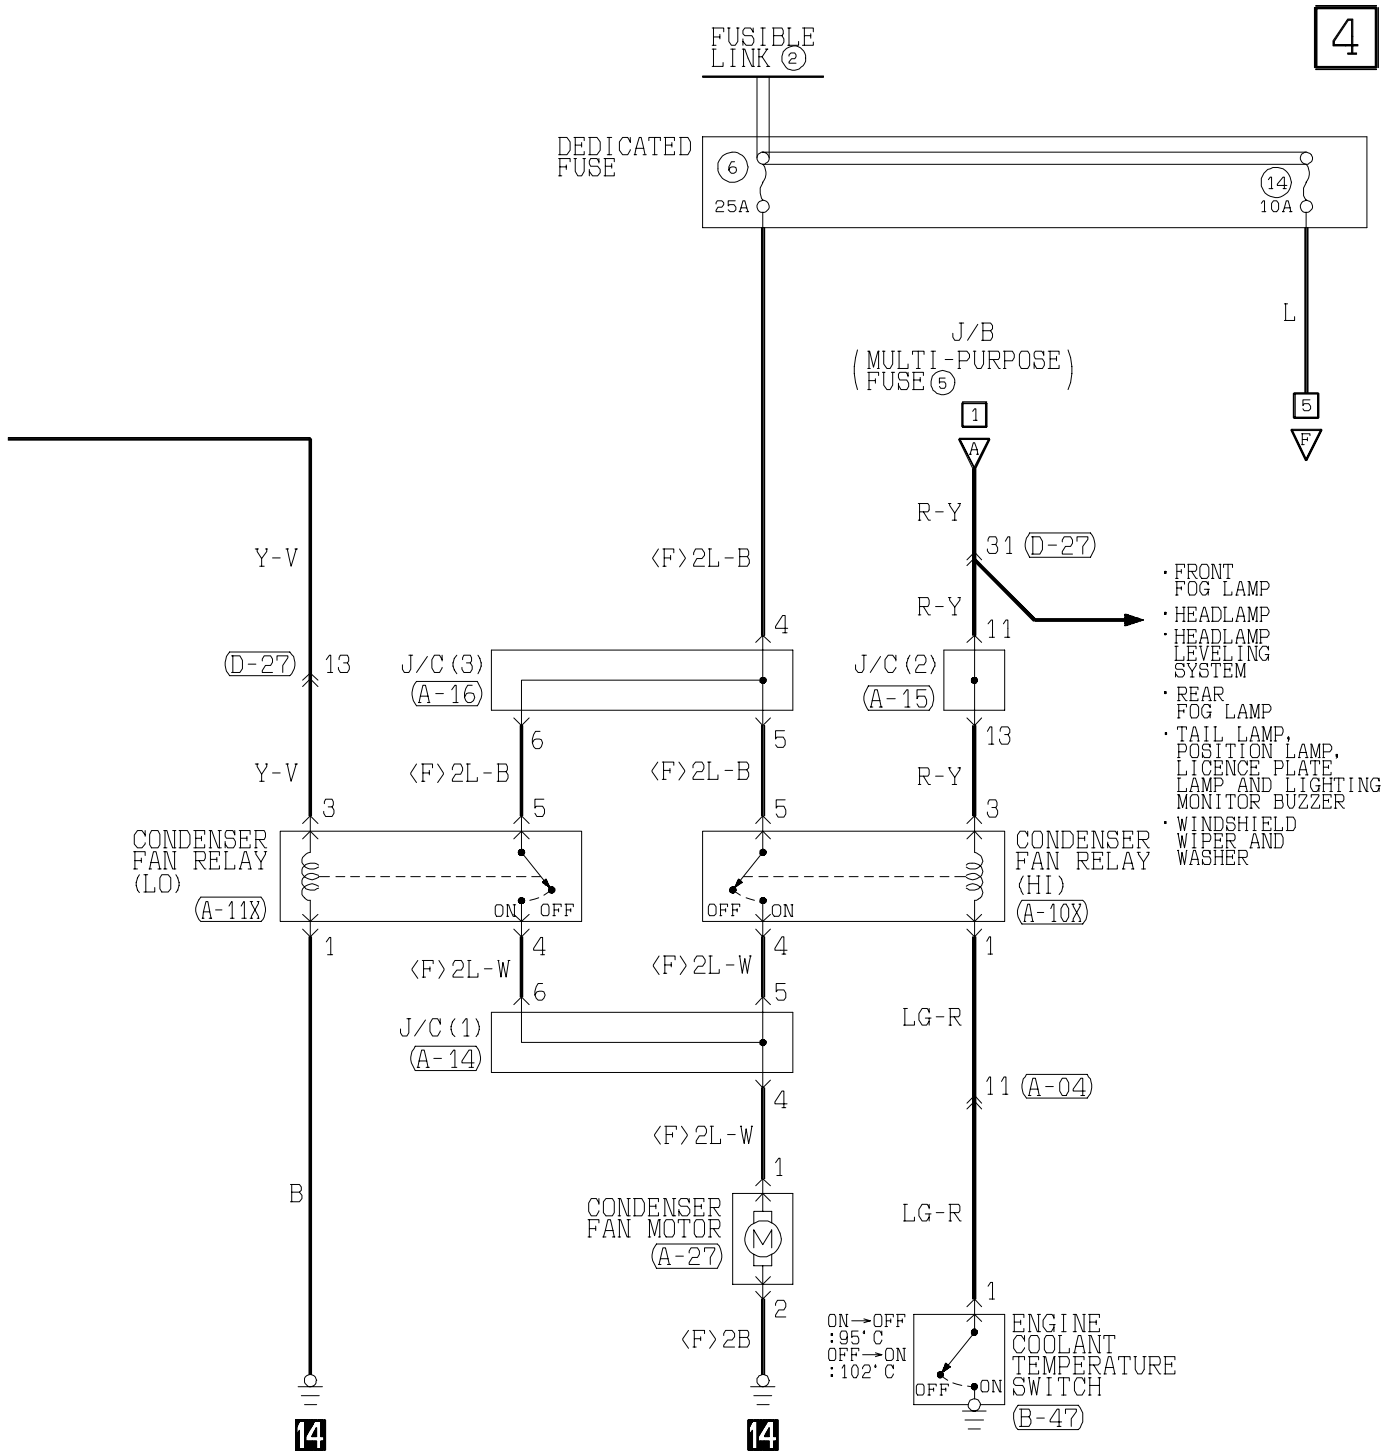 4
FUSIBLE
LINK 2
DEDICATED
FUSE
6
25A
14
10A
L
J/B
(MULTI-PURPOSE
FUSE 5)
1
A
5
F
R-Y
31 (D-27)
Y-V
<F>2L-B
R-Y
· FRONT
FOG LAMP
· HEADLAMP
· HEADLAMP
LEVELING
SYSTEM
· REAR
FOG LAMP
· TAIL LAMP,
POSITION LAMP,
LICENCE PLATE
LAMP AND LIGHTING
MONITOR BUZZER
· WINDSHIELD
WIPER AND
WASHER
4
11
(D-27) 13
J/C(3)
(A-16)
J/C(2)
(A-15)
6
5
13
Y-V
<F>2L-B
<F>2L-B
R-Y
3
5
5
3
CONDENSER
FAN RELAY
(LO)
(A-11X)
ON OFF
OFF ON
CONDENSER
FAN RELAY
(HI)
(A-10X)
1
4
4
1
<F>2L-W
<F>2L-W
6
5
LG-R
J/C(1)
(A-14)
4
11 (A-04)
<F>2L-W
1
B
CONDENSER
FAN MOTOR
(A-27)
M
LG-R
2
1
<F>2B
ON→OFF
:95°C
OFF→ON
:102°C
OFF ON
ENGINE
COOLANT
TEMPERATURE
SWITCH
(B-47)
14
14